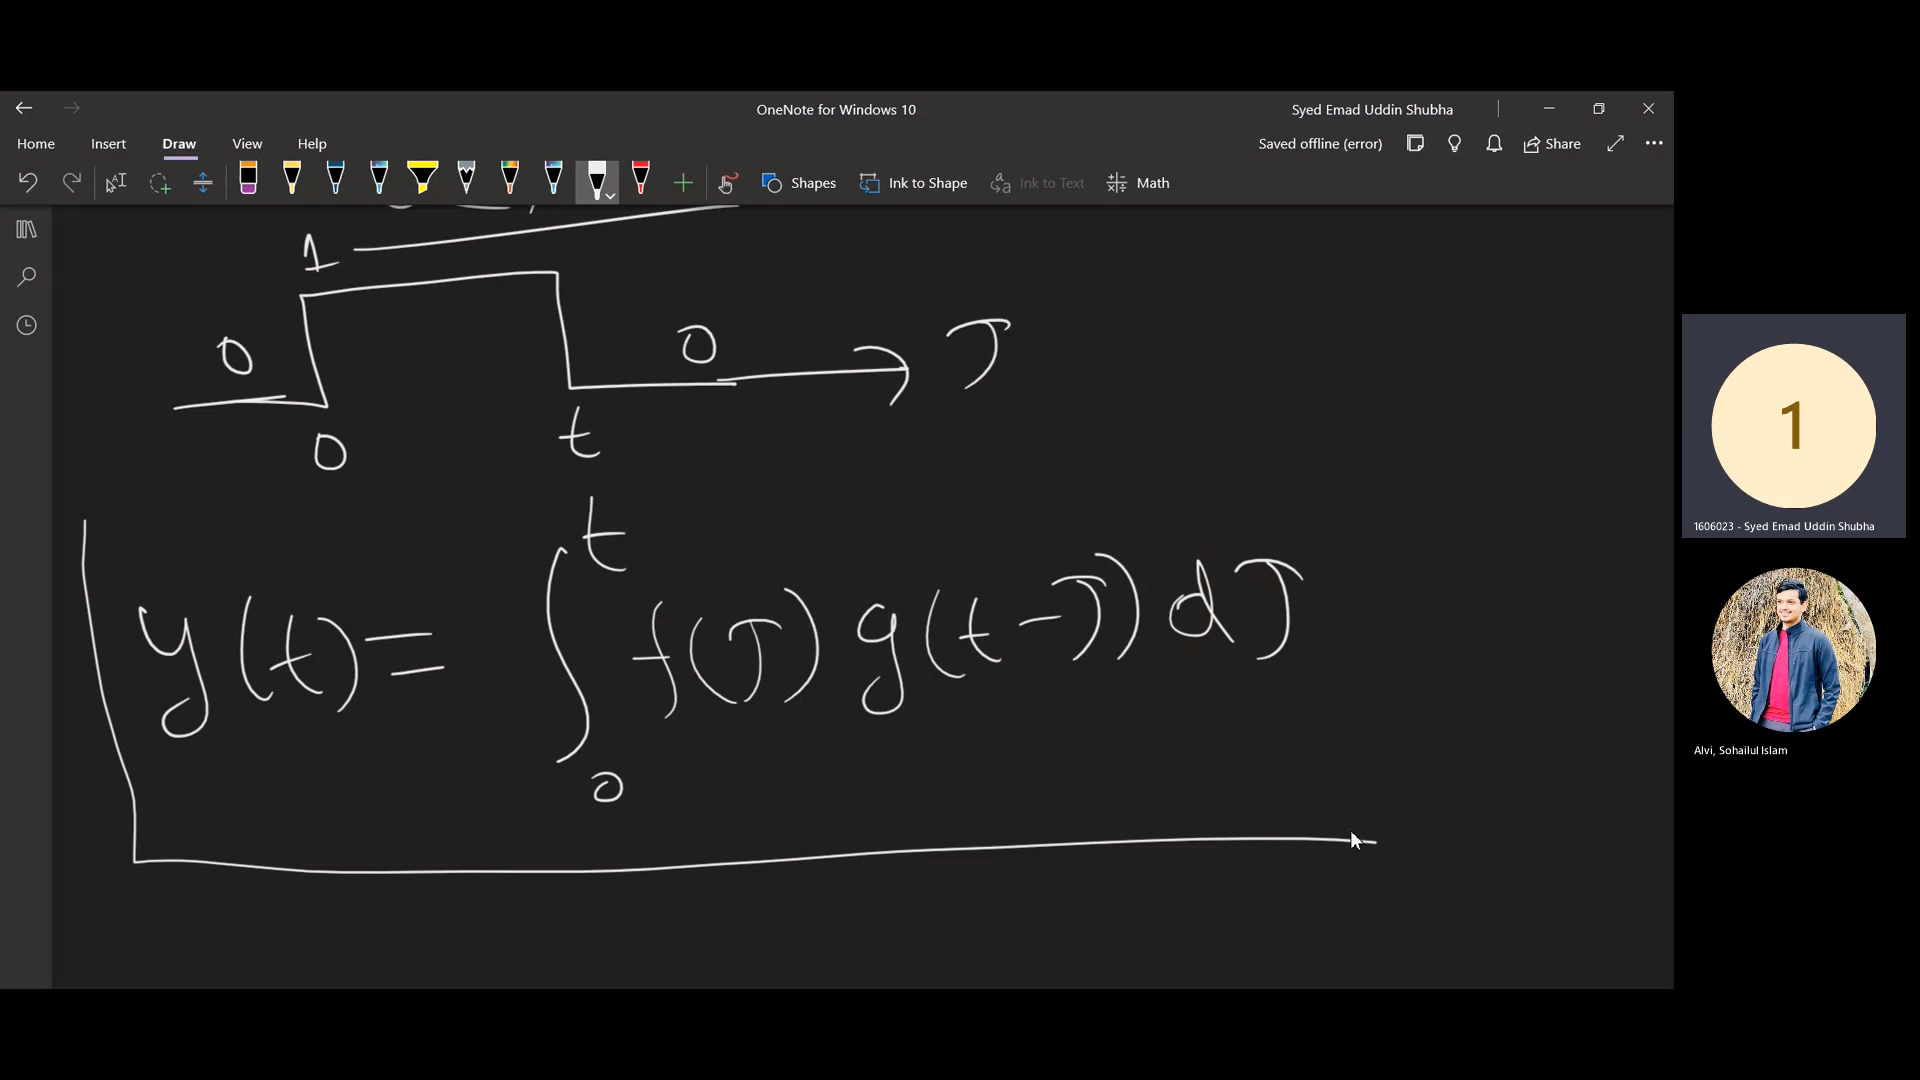 OneNote for Windows 10
Syed Emad Uddin Shubha
Home Insert Draw View Help
Saved offline (error) Share
Shapes Ink to Shape Ink to Text Math
1
0 0 τ
0 t
y(t) = ∫₀ᵗ f(τ) g(t-τ) dτ
1
1606023 - Syed Emad Uddin Shubha
Alvi, Sohailul Islam